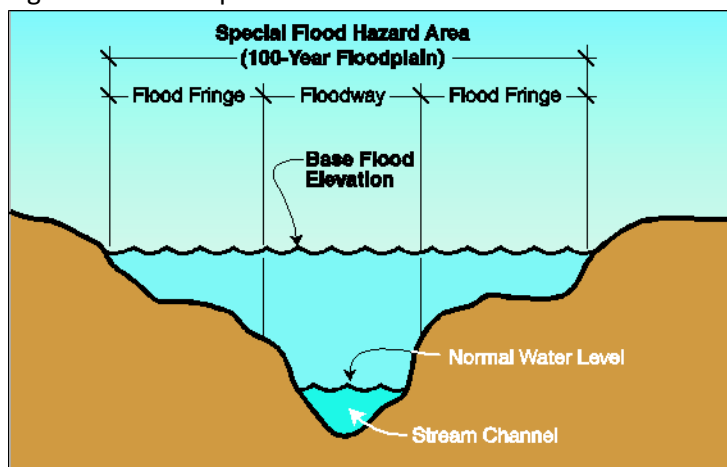 Special Flood Hazard Area
(100-Year Floodplain)
Flood Fringe Floodway Flood Fringe
Base Flood
Elevation
Normal Water Level
Stream Channel